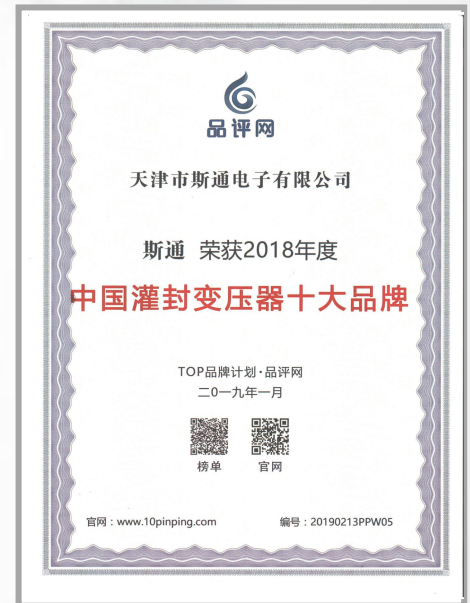 品评网
天津市斯通电子有限公司
斯通 荣获2018年度
中国灌封变压器十大品牌
TOP品牌计划·品评网
二〇一九年一月
榜单 官网
官网：www.10pinping.com 编号：20190213PPW05